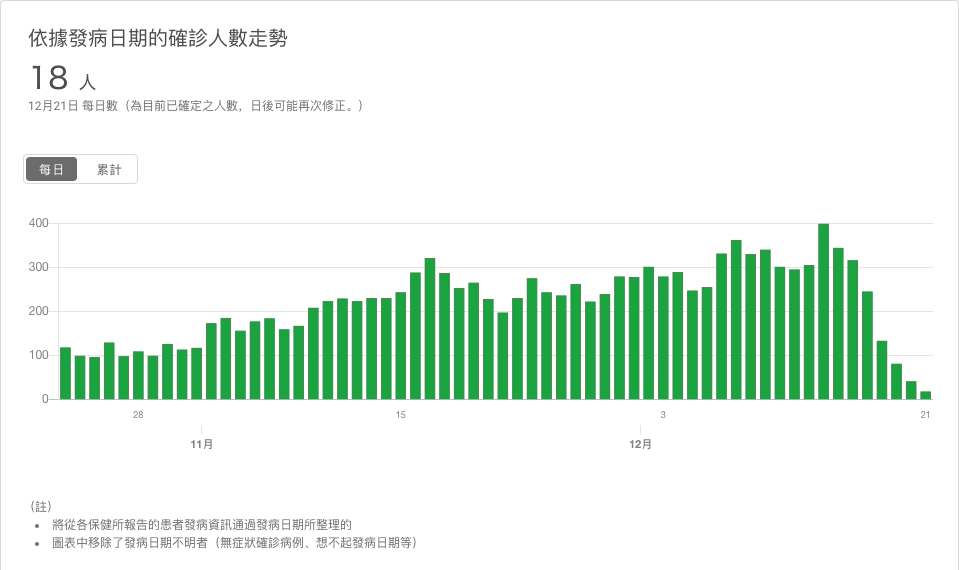 依據發病日期的確診人數走勢
18 人
12月21日 每日數（為目前已確定之人數，日後可能再次修正。）
每日 累計
400
300
200
100
0
28 15 3 21
11月 12月
（註）
• 將從各保健所報告的患者發病資訊通過發病日期所整理的
• 圖表中移除了發病日期不明者（無症狀確診病例、想不起發病日期等）